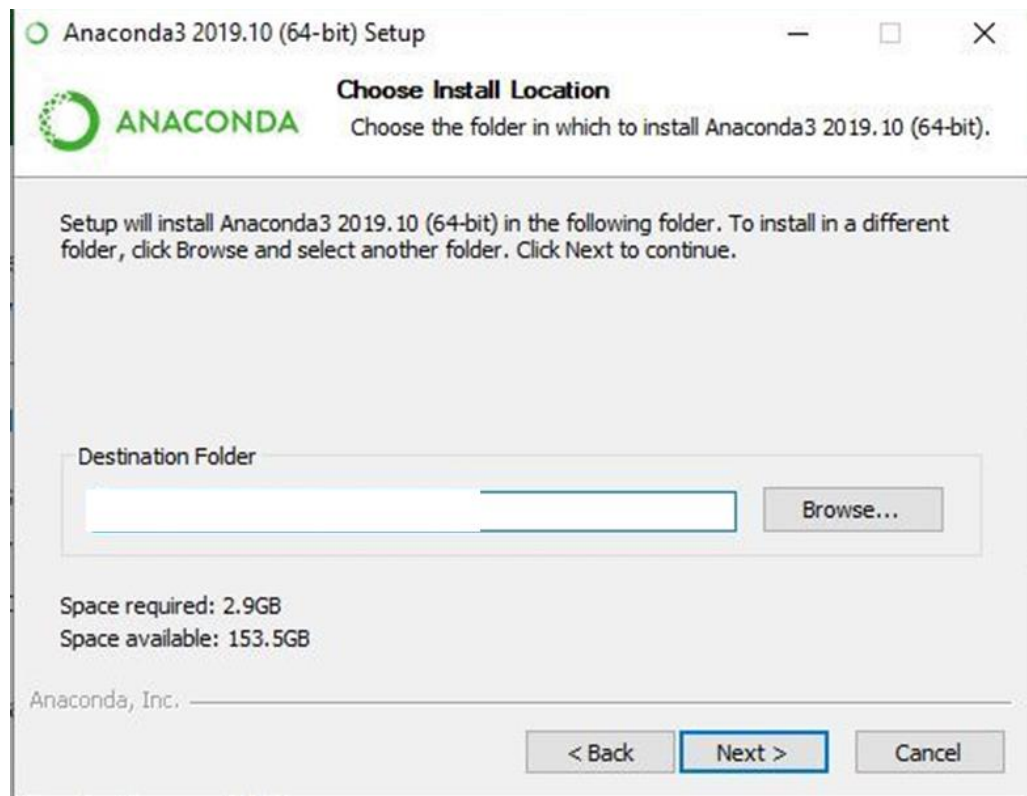 Anaconda3 2019.10 (64-bit) Setup
ANACONDA
Choose Install Location
Choose the folder in which to install Anaconda3 2019.10 (64-bit).
Setup will install Anaconda3 2019.10 (64-bit) in the following folder. To install in a different
folder, click Browse and select another folder. Click Next to continue.
Destination Folder
Browse...
Space required: 2.9GB
Space available: 153.5GB
Anaconda, Inc.
< Back
Next >
Cancel